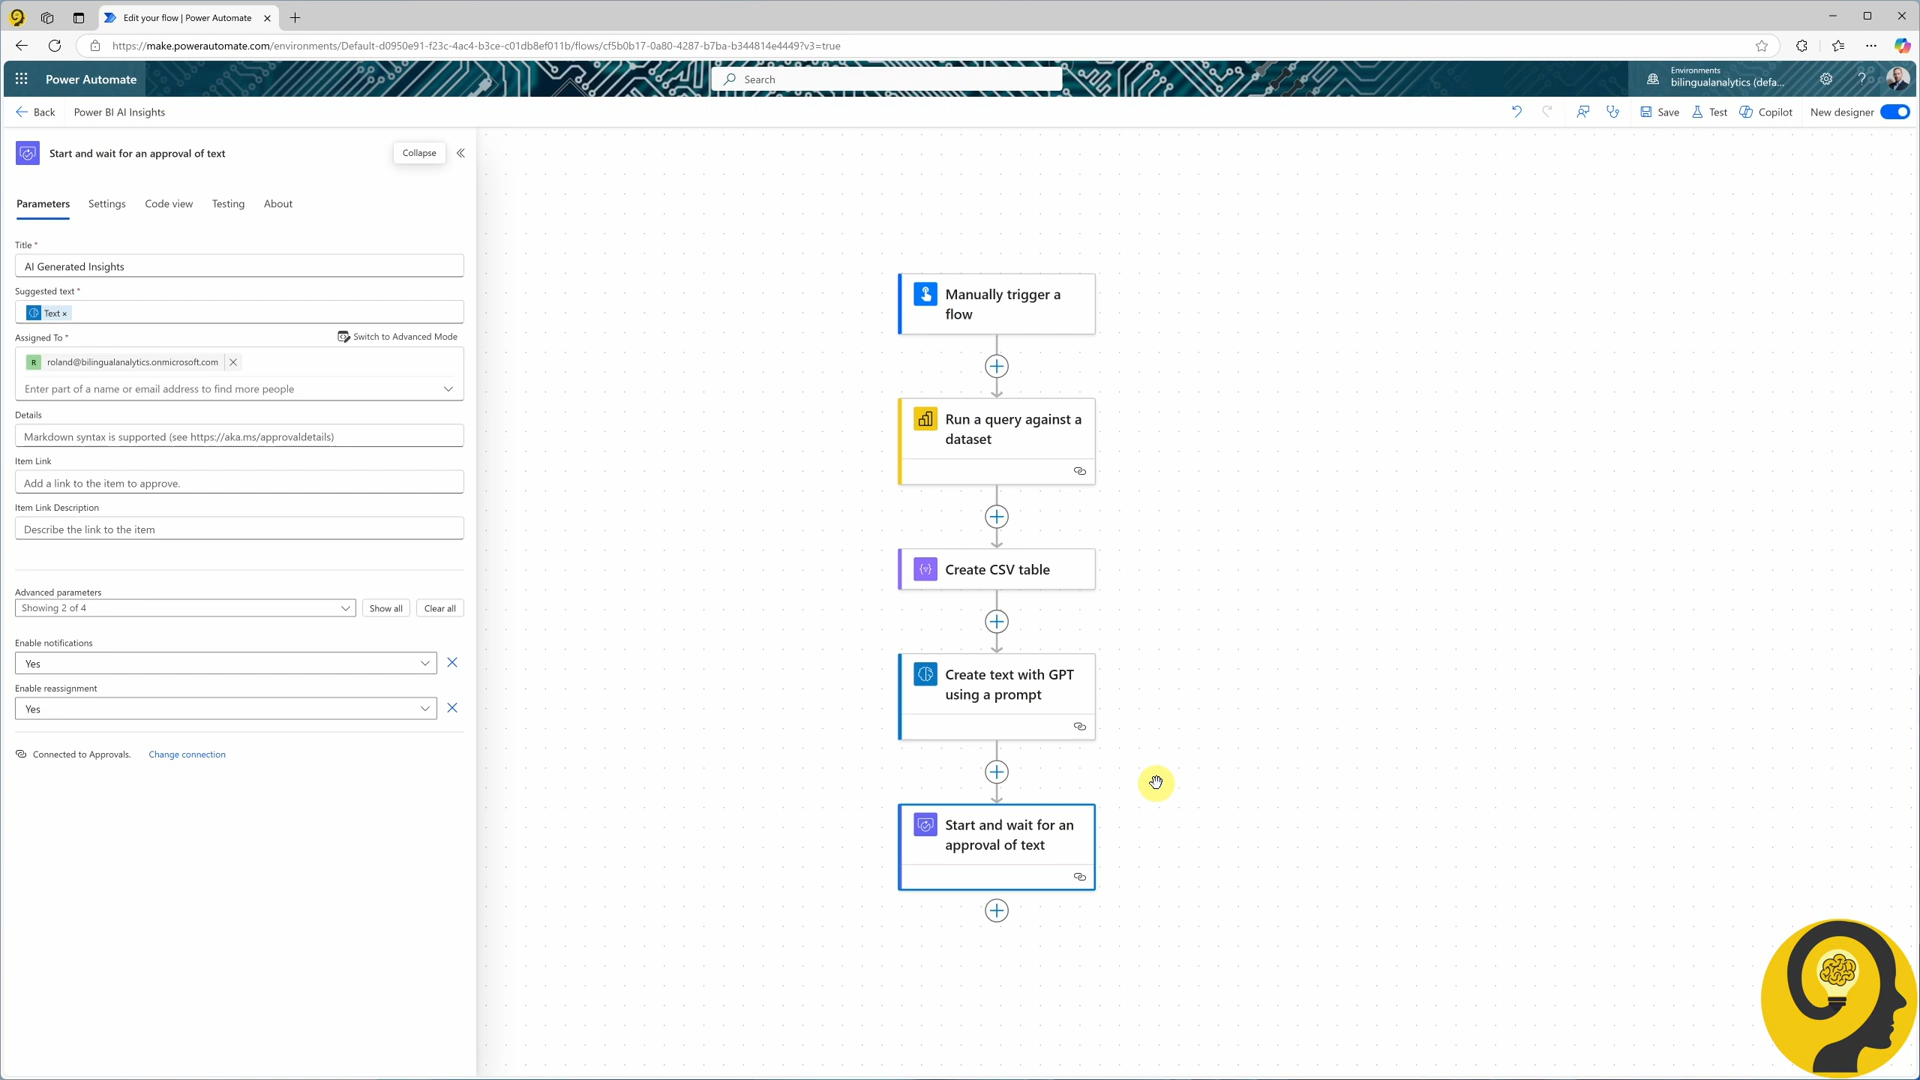 Edit your flow | Power Automate
https://make.powerautomate.com/environments/Default-d0950e91-f23c-4ac4-b3ce-c01db8ef011b/flows/cf5b0b17-0a80-4287-b7ba-b344814e4449?v3=true
Power Automate
Search
Environments
bilingualanalytics (defa...
Back
Power BI AI Insights
Save
Test
Copilot
New designer
Start and wait for an approval of text
Collapse
Parameters
Settings
Code view
Testing
About
Title *
AI Generated Insights
Suggested text *
Text ×
Assigned To *
Switch to Advanced Mode
R
roland@bilingualanalytics.onmicrosoft.com
Enter part of a name or email address to find more people
Details
Markdown syntax is supported (see https://aka.ms/approvaldetails)
Item Link
Add a link to the item to approve.
Item Link Description
Describe the link to the item
Advanced parameters
Showing 2 of 4
Show all
Clear all
Enable notifications
Yes
Enable reassignment
Yes
Connected to Approvals.
Change connection
Manually trigger a
flow
Run a query against a
dataset
Create CSV table
Create text with GPT
using a prompt
Start and wait for an
approval of text